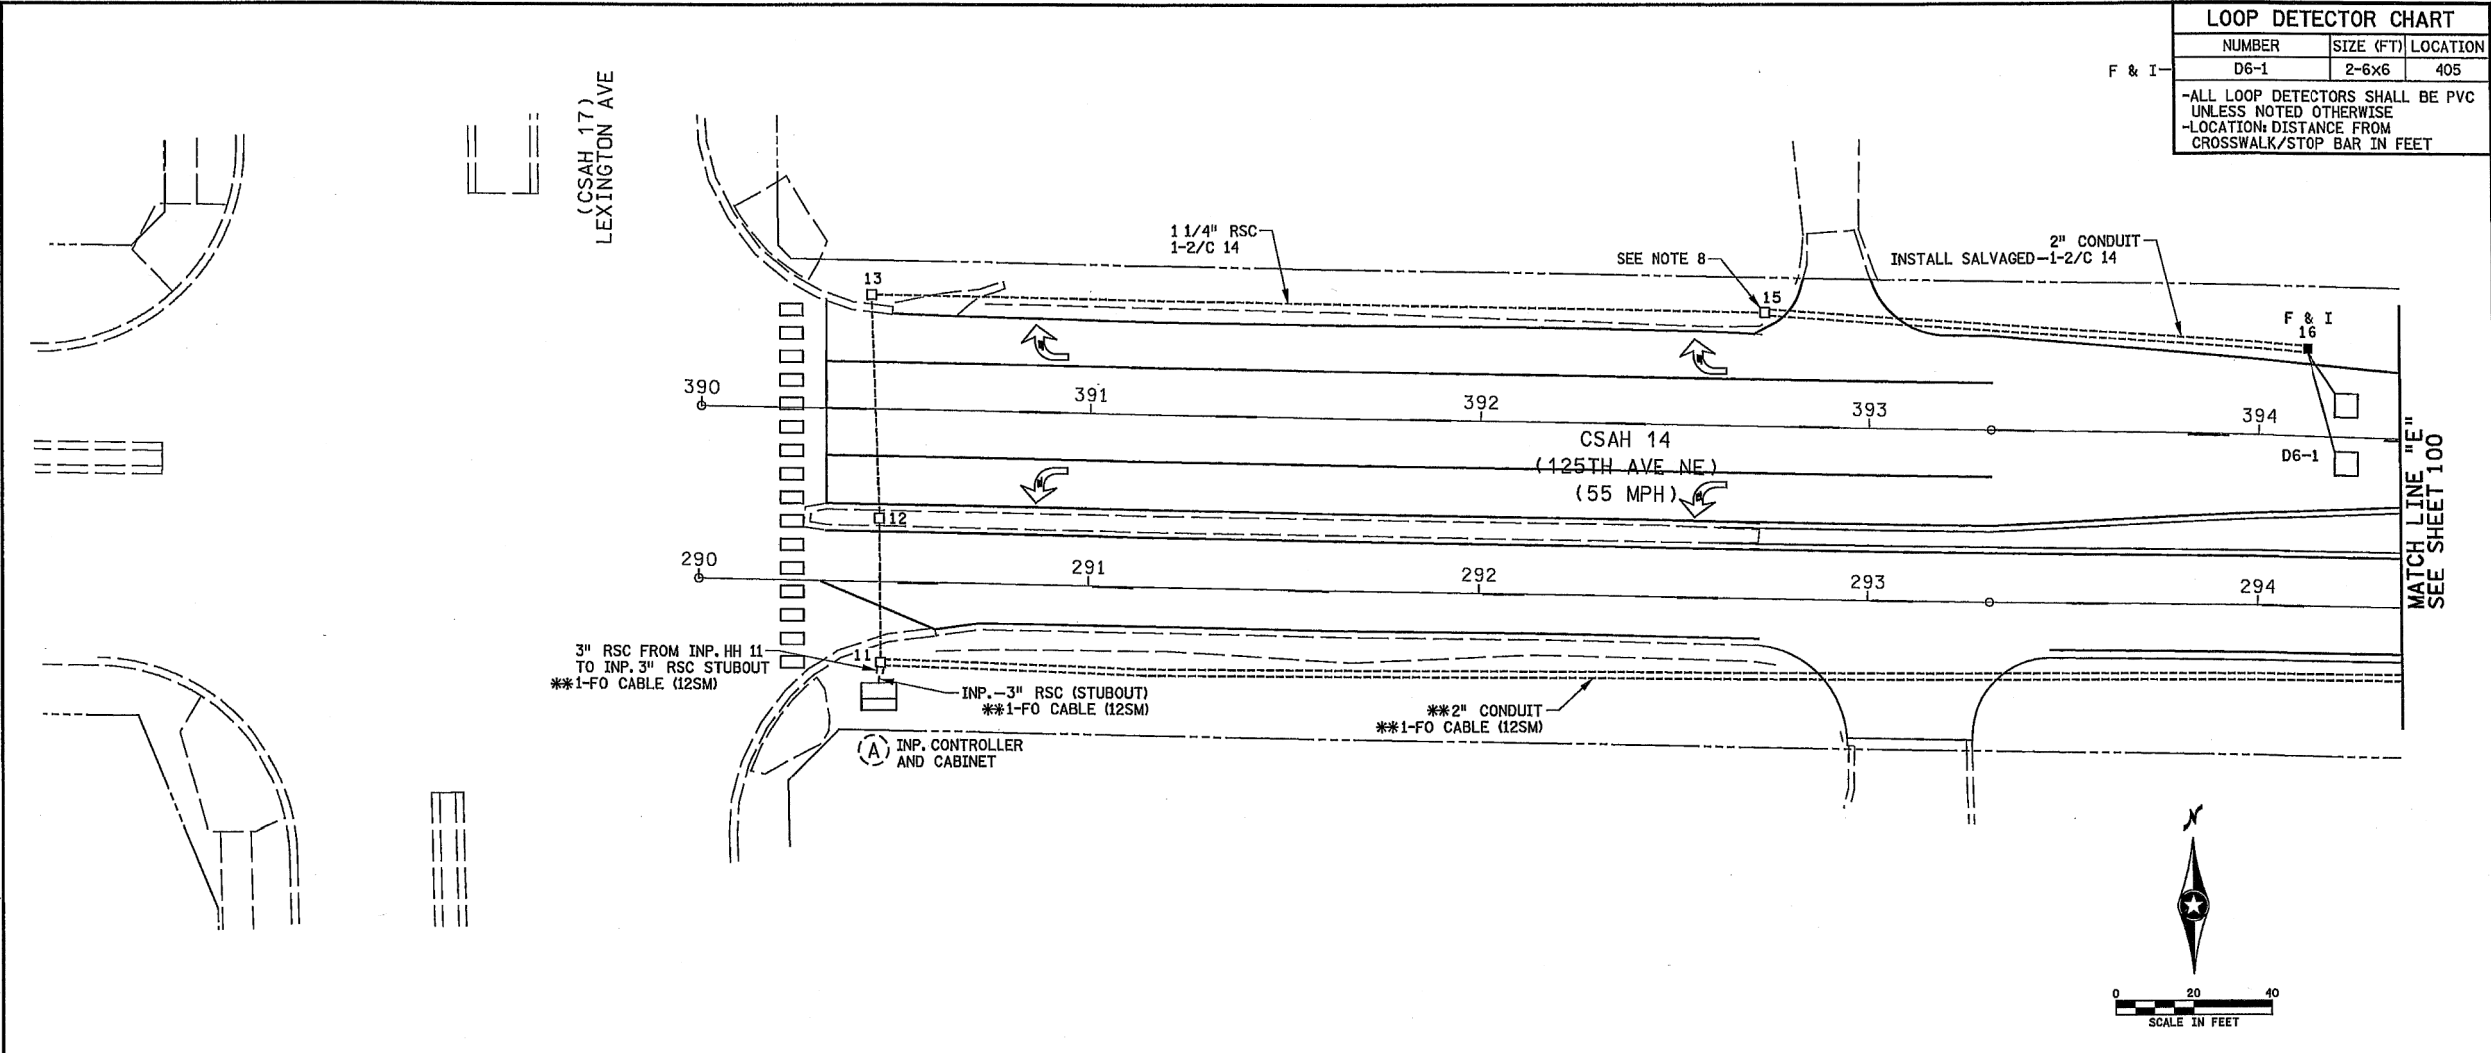 LOOP DETECTOR CHART
NUMBER SIZE (FT) LOCATION
F & I D6-1 2-6x6 405
-ALL LOOP DETECTORS SHALL BE PVC
UNLESS NOTED OTHERWISE
-LOCATION: DISTANCE FROM
CROSSWALK/STOP BAR IN FEET
(CSAH 17)
LEXINGTON AVE
1 1/4" RSC
1-2/C 14
SEE NOTE 8
2" CONDUIT
INSTALL SALVAGED-1-2/C 14
13
15
F & I
16
390
391
392
393
394
CSAH 14
(125TH AVE NE)
(55 MPH)
D6-1
12
290
291
292
293
294
MATCH LINE "E"
SEE SHEET 100
3" RSC FROM INP. HH 11
TO INP. 3" RSC STUBOUT
**1-FO CABLE (12SM)
11
INP.-3" RSC (STUBOUT)
**1-FO CABLE (12SM)
**2" CONDUIT
**1-FO CABLE (12SM)
A
INP. CONTROLLER
AND CABINET
N
0 20 40
SCALE IN FEET